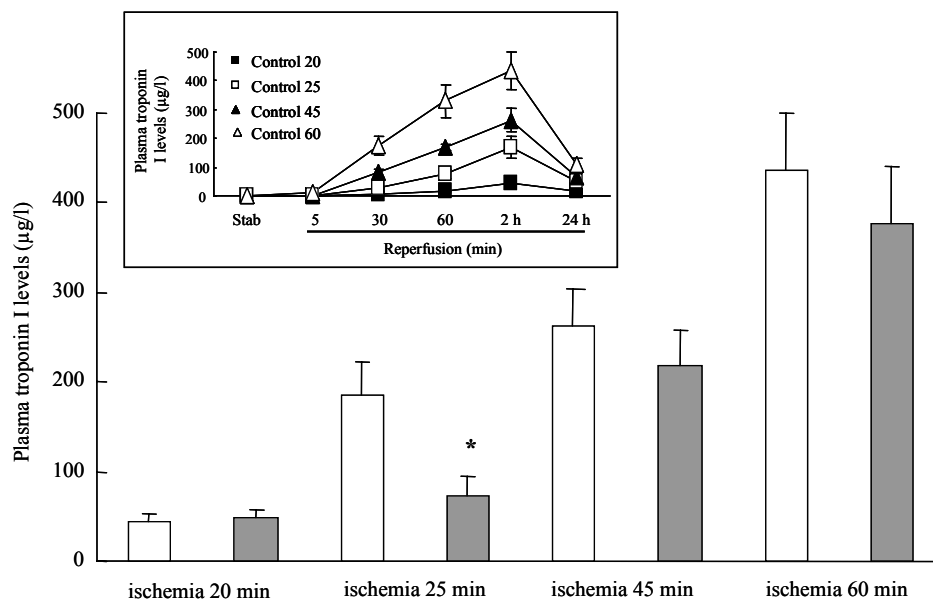 500
400
300
200
100
0
Plasma troponin
I levels (µg/l)
Control 20
Control 25
Control 45
Control 60
Stab
5
30
60
2 h
24 h
Reperfusion (min)
500
400
300
200
100
0
Plasma troponin I levels (µg/l)
*
ischemia 20 min
ischemia 25 min
ischemia 45 min
ischemia 60 min